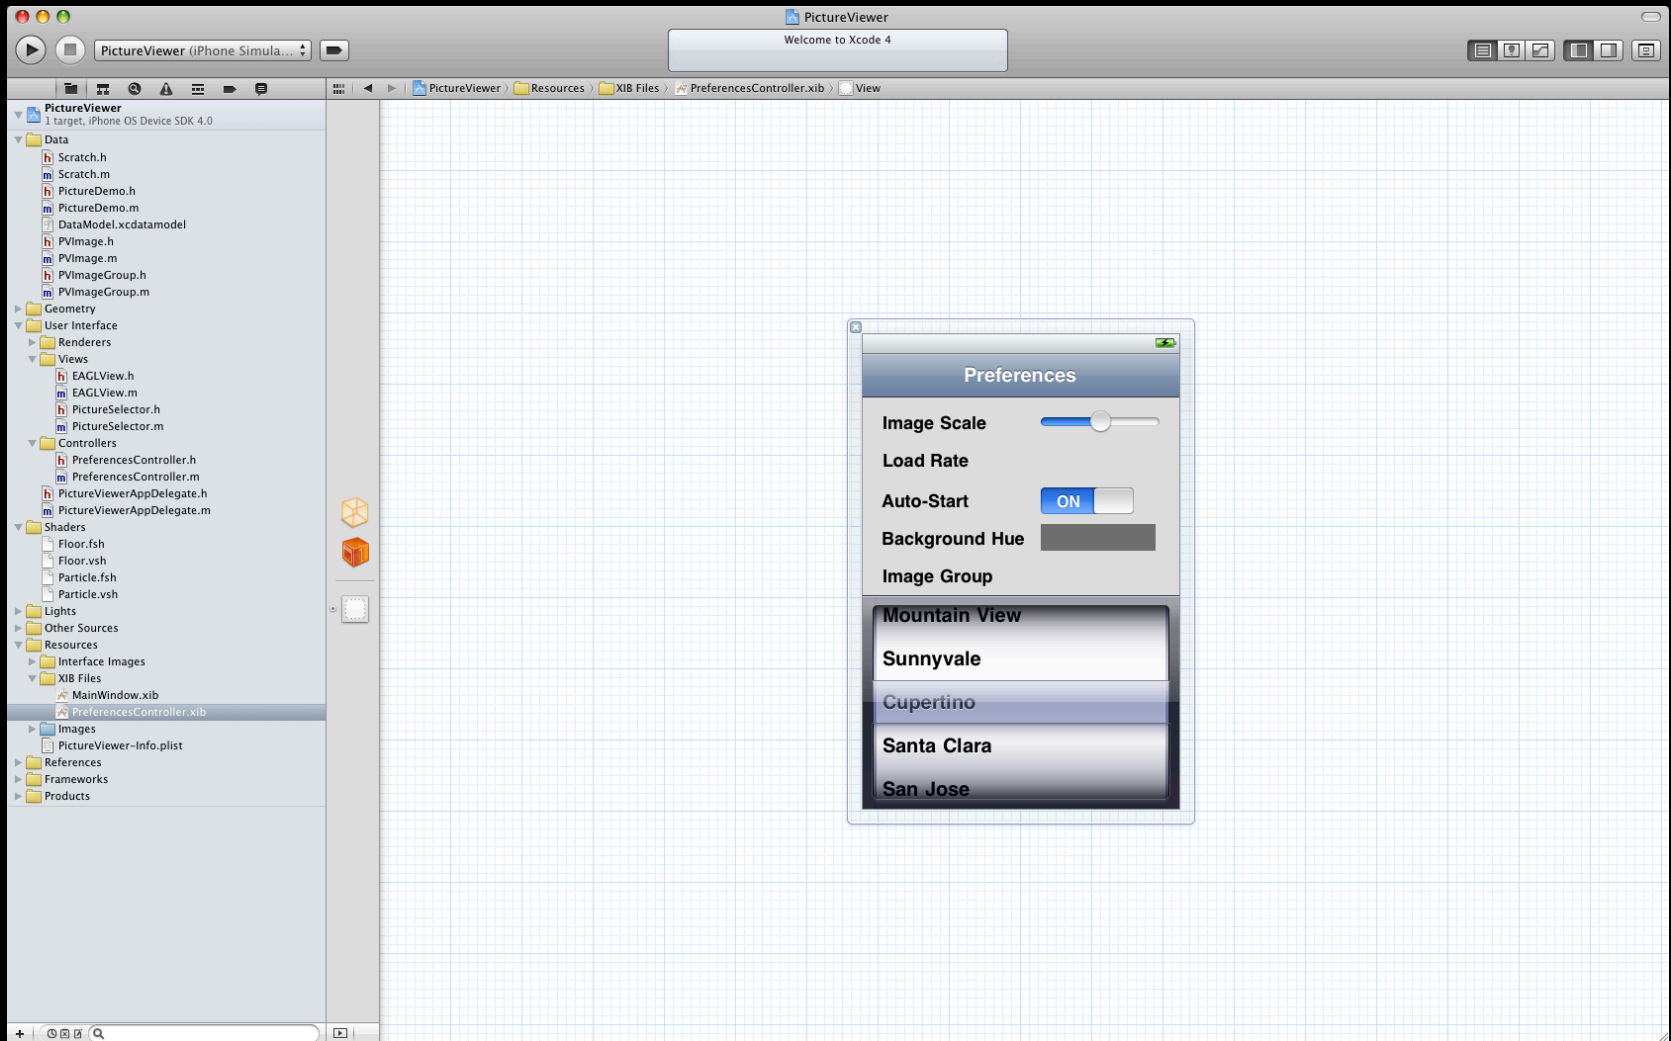 PictureViewer
PictureViewer (iPhone Simula...
Welcome to Xcode 4
PictureViewer
Resources
XIB Files
PreferencesController.xib
View
PictureViewer
1 target, iPhone OS Device SDK 4.0
Data
h Scratch.h
m Scratch.m
h PictureDemo.h
m PictureDemo.m
DataModel.xcdatamodel
h PVImage.h
m PVImage.m
h PVImageGroup.h
m PVImageGroup.m
Geometry
User Interface
Renderers
Views
h EAGLView.h
m EAGLView.m
h PictureSelector.h
m PictureSelector.m
Controllers
h PreferencesController.h
m PreferencesController.m
h PictureViewerAppDelegate.h
m PictureViewerAppDelegate.m
Shaders
Floor.fsh
Floor.vsh
Particle.fsh
Particle.vsh
Lights
Other Sources
Resources
Interface Images
XIB Files
MainWindow.xib
PreferencesController.xib
Images
PictureViewer-Info.plist
References
Frameworks
Products
Preferences
Image Scale
Load Rate
Auto-Start ON
Background Hue
Image Group
Mountain View
Sunnyvale
Cupertino
Santa Clara
San Jose